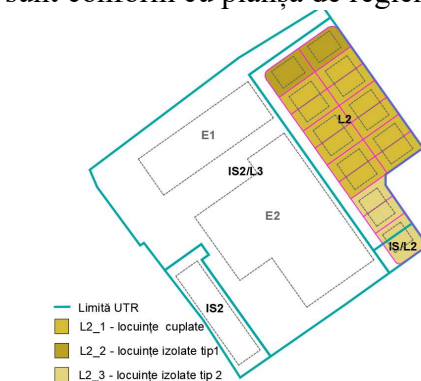 sunt conform cu planșa de regle
E1
L2
IS2/L3
E2
IS/L2
IS2
Limită UTR
L2_1 - locuințe cuplate
L2_2 - locuințe izolate tip1
L2_3 - locuințe izolate tip 2